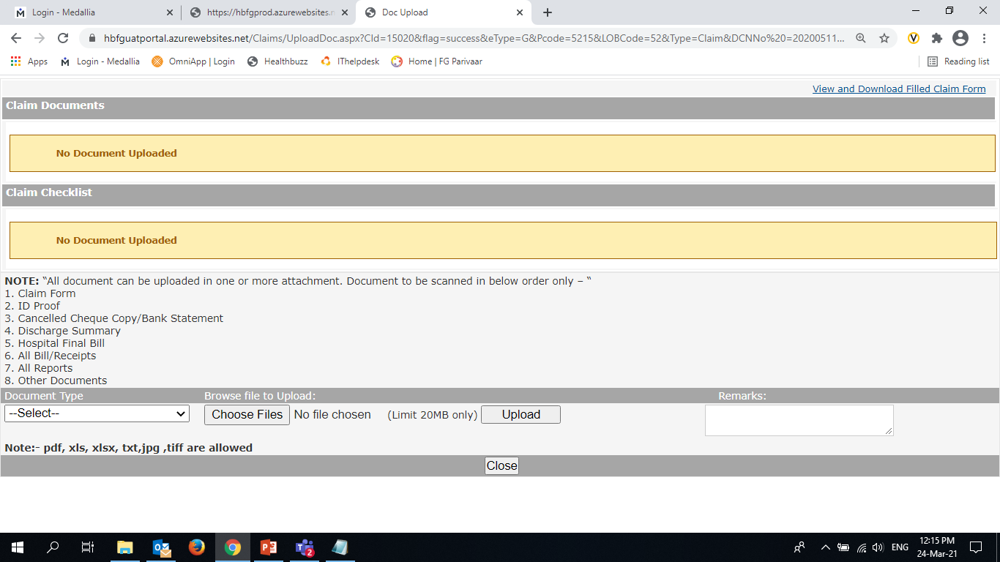 Login - Medallia
https://hbfgprod.azurewebsites.n
Doc Upload
hbfguatportal.azurewebsites.net/Claims/UploadDoc.aspx?CId=15020&flag=success&eType=G&Pcode=5215&LOBCode=52&Type=Claim&DCNNo%20=20200511...
Apps
Login - Medallia
OmniApp | Login
Healthbuzz
IThelpdesk
Home | FG Parivaar
Reading list
View and Download Filled Claim Form
Claim Documents
No Document Uploaded
Claim Checklist
No Document Uploaded
NOTE: “All document can be uploaded in one or more attachment. Document to be scanned in below order only – “
1. Claim Form
2. ID Proof
3. Cancelled Cheque Copy/Bank Statement
4. Discharge Summary
5. Hospital Final Bill
6. All Bill/Receipts
7. All Reports
8. Other Documents
Document Type Browse file to Upload: Remarks:
--Select-- Choose Files No file chosen (Limit 20MB only) Upload
Note:- pdf, xls, xlsx, txt,jpg ,tiff are allowed
Close
2
ENG
12:15 PM
24-Mar-21